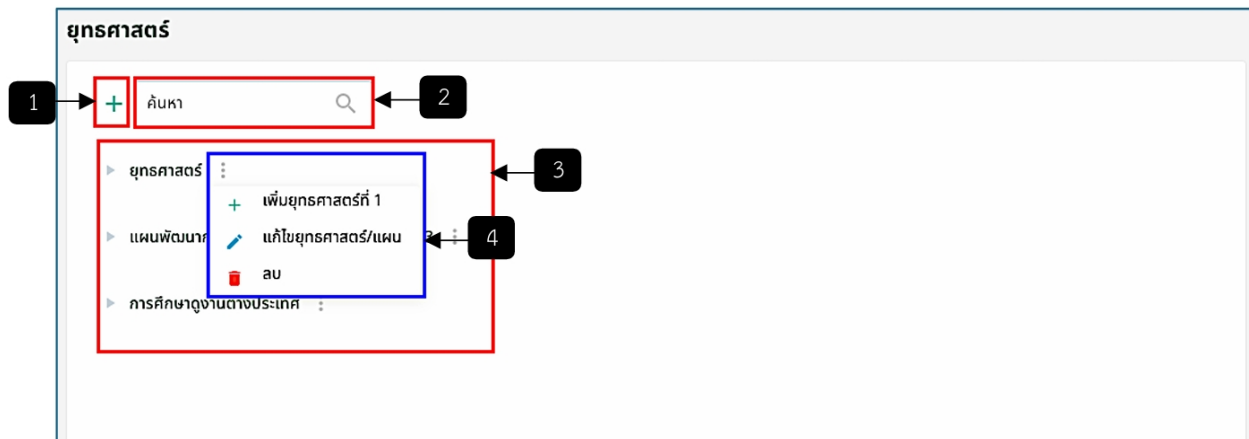 ยุทธศาสตร์
1
ค้นหา
2
ยุทธศาสตร์
3
เพิ่มยุทธศาสตร์ที่ 1
แผนพัฒนา
แก้ไขยุทธศาสตร์/แผน
4
ลบ
การศึกษาดูงานต่างประเทศ